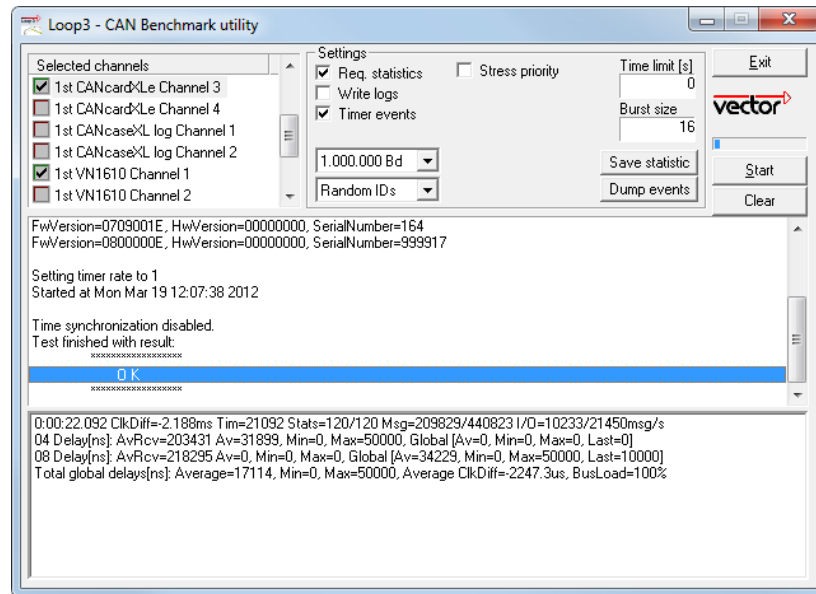 Loop3 - CAN Benchmark utility
Selected channels
1st CANcardXLe Channel 3
1st CANcardXLe Channel 4
1st CANcaseXL log Channel 1
1st CANcaseXL log Channel 2
1st VN1610 Channel 1
1st VN1610 Channel 2
Settings
Req. statistics
Write logs
Timer events
Stress priority
1.000.000 Bd
Random IDs
Time limit [s]
0
Burst size
16
Save statistic
Dump events
Exit
vector
Start
Clear
FwVersion=0709001E, HwVersion=00000000, SerialNumber=164
FwVersion=0800000E, HwVersion=00000000, SerialNumber=999917
Setting timer rate to 1
Started at Mon Mar 19 12:07:38 2012
Time synchronization disabled.
Test finished with result:
******************
O K
******************
0:00:22.092 ClkDiff=-2.188ms Tim=21092 Stats=120/120 Msg=209829/440823 I/O=10233/21450msg/s
04 Delay[ns]: AvRcv=203431 Av=31899, Min=0, Max=50000, Global [Av=0, Min=0, Max=0, Last=0]
08 Delay[ns]: AvRcv=218295 Av=0, Min=0, Max=0, Global [Av=34229, Min=0, Max=50000, Last=10000]
Total global delays[ns]: Average=17114, Min=0, Max=50000, Average ClkDiff=-2247.3us, BusLoad=100%